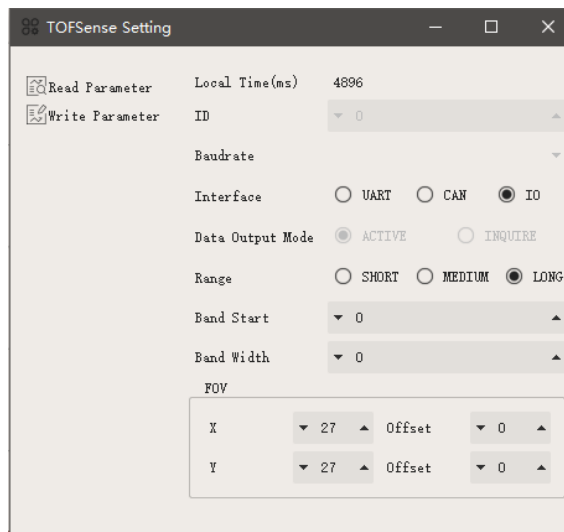 TOFSense Setting
Read Parameter
Write Parameter
Local Time(ms) 4896
ID 0
Baudrate
Interface UART CAN IO
Data Output Mode ACTIVE INQUIRE
Range SHORT MEDIUM LONG
Band Start 0
Band Width 0
FOV
X 27 Offset 0
Y 27 Offset 0